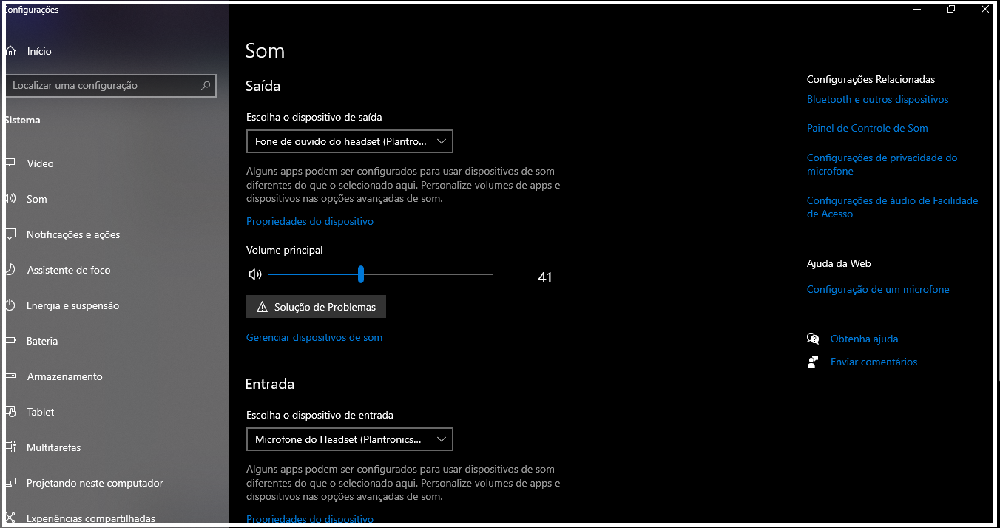 Configurações
Início
Localizar uma configuração
Sistema
Vídeo
Som
Notificações e ações
Assistente de foco
Energia e suspensão
Bateria
Armazenamento
Tablet
Multitarefas
Projetando neste computador
Experiências compartilhadas
Som
Saída
Escolha o dispositivo de saída
Fone de ouvido do headset (Plantro...
Alguns apps podem ser configurados para usar dispositivos de som
diferentes do que o selecionado aqui. Personalize volumes de apps e
dispositivos nas opções avançadas de som.
Propriedades do dispositivo
Volume principal
41
Solução de Problemas
Gerenciar dispositivos de som
Entrada
Escolha o dispositivo de entrada
Microfone do Headset (Plantronics...
Alguns apps podem ser configurados para usar dispositivos de som
diferentes do que o selecionado aqui. Personalize volumes de apps e
dispositivos nas opções avançadas de som.
Propriedades do dispositivo
Configurações Relacionadas
Bluetooth e outros dispositivos
Painel de Controle de Som
Configurações de privacidade do
microfone
Configurações de áudio de Facilidade
de Acesso
Ajuda da Web
Configuração de um microfone
Obtenha ajuda
Enviar comentários